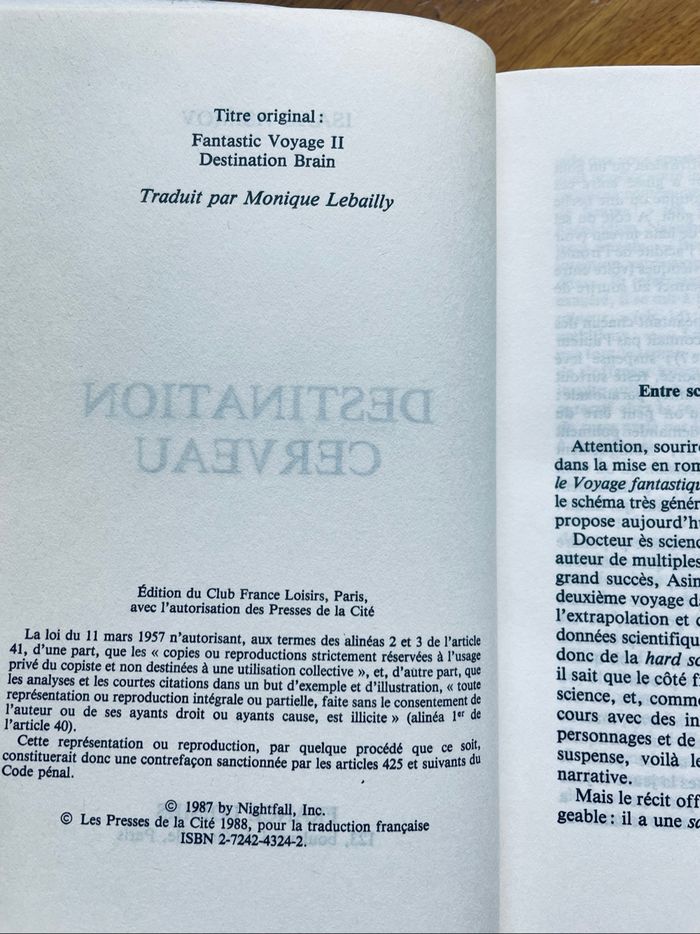 Titre original :
Fantastic Voyage II
Destination Brain
Traduit par Monique Lebailly
DESTINATION
CERVEAU
Édition du Club France Loisirs, Paris,
avec l'autorisation des Presses de la Cité
La loi du 11 mars 1957 n'autorisant, aux termes des alinéas 2 et 3 de l'article
41, d'une part, que les « copies ou reproductions strictement réservées à l'usage
privé du copiste et non destinées à une utilisation collective », et, d'autre part, que
les analyses et les courtes citations dans un but d'exemple et d'illustration, « toute
représentation ou reproduction intégrale ou partielle, faite sans le consentement de
l'auteur ou de ses ayants droit ou ayants cause, est illicite » (alinéa 1er de
l'article 40).
Cette représentation ou reproduction, par quelque procédé que ce soit,
constituerait donc une contrefaçon sanctionnée par les articles 425 et suivants du
Code pénal.
© 1987 by Nightfall, Inc.
© Les Presses de la Cité 1988, pour la traduction française
ISBN 2-7242-4324-2.
Entre sc
Attention, sourir
dans la mise en rom
le Voyage fantastiqu
le schéma très génér
propose aujourd'h
Docteur ès scienc
auteur de multiples
grand succès, Asim
deuxième voyage da
l'extrapolation et
données scientifiqu
donc de la hard sc
il sait que le côté f
science, et, comm
cours avec des in
personnages et de
suspense, voilà le
narrative.
Mais le récit off
geable : il a une sc